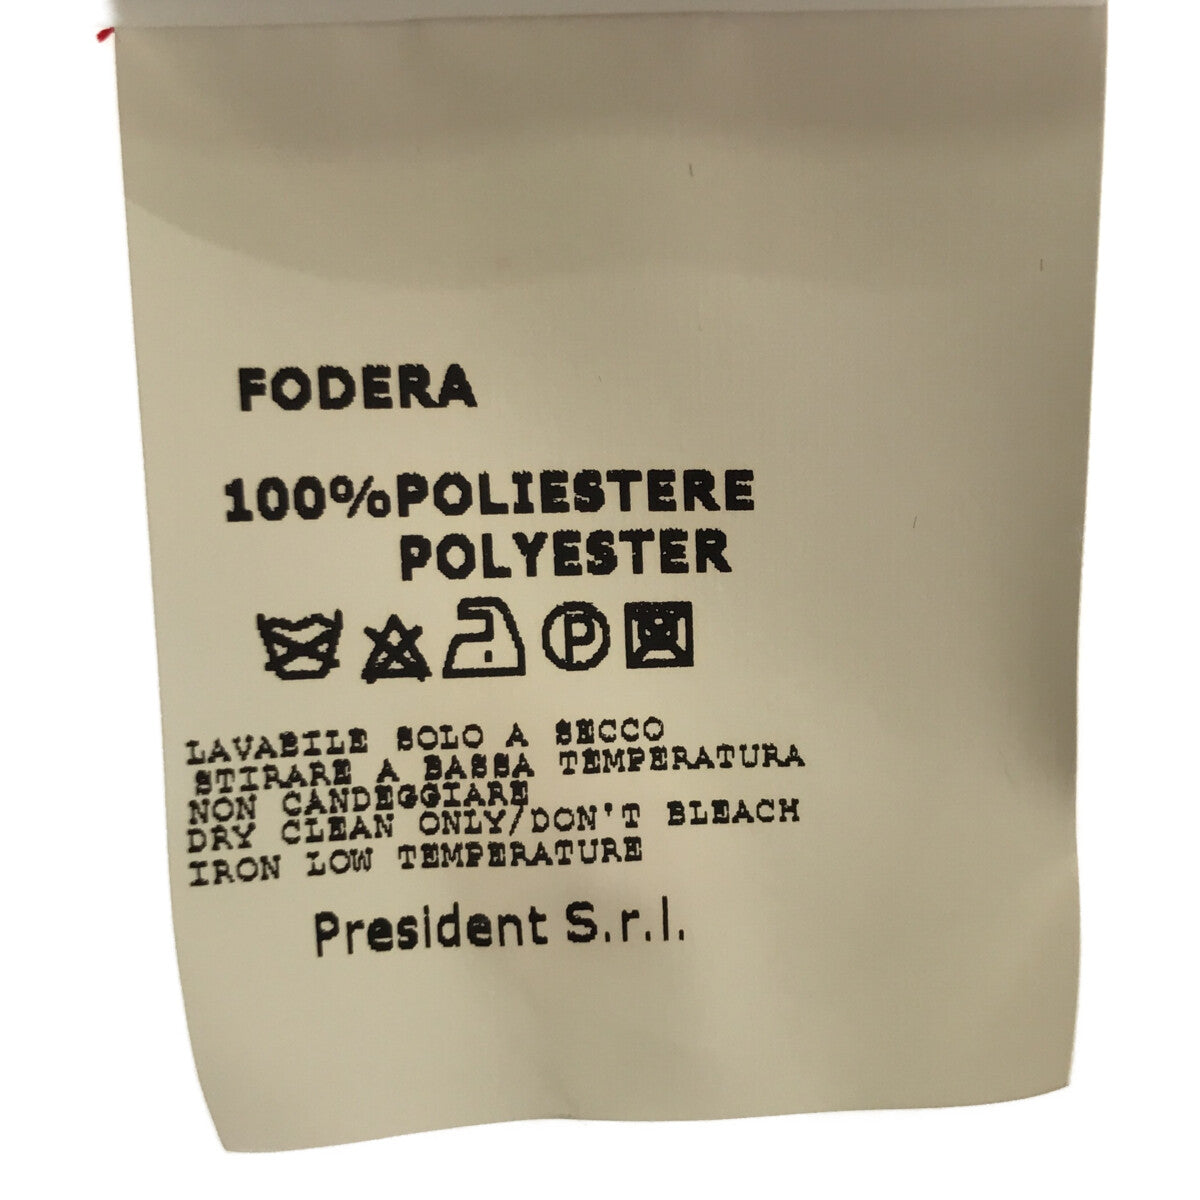 FODERA
100%POLIESTERE
POLYESTER
P
LAVABILE SOLO A SECCO
STIRARE A BASSA TEMPERATURA
NON CANDEGGIARE
DRY CLEAN ONLY/DON'T BLEACH
IRON LOW TEMPERATURE
President S.r.l.